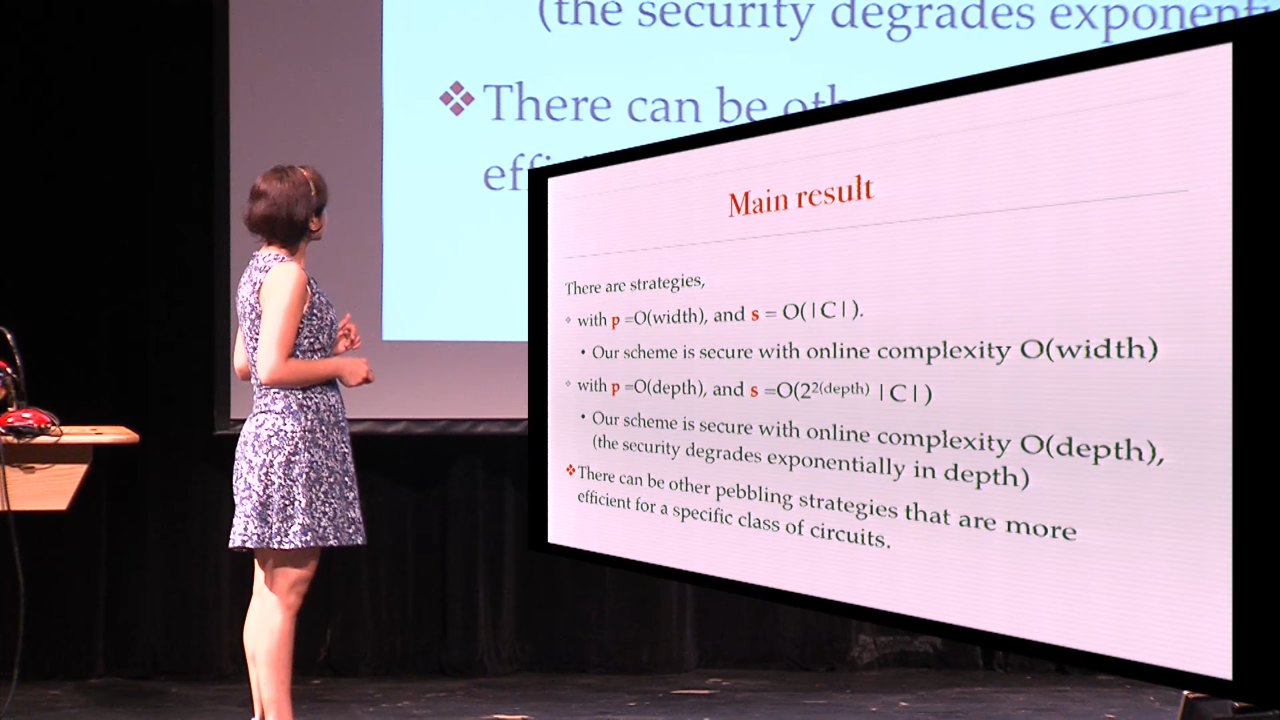 (the security degrades
There can be
Main result
There are strategies,
with p =O(width), and s = O(|C|).
• Our scheme is secure with online complexity O(width)
with p =O(depth), and s =O(2^2(depth) |C|)
• Our scheme is secure with online complexity O(depth),
(the security degrades exponentially in depth)
❖There can be other pebbling strategies that are more
efficient for a specific class of circuits.